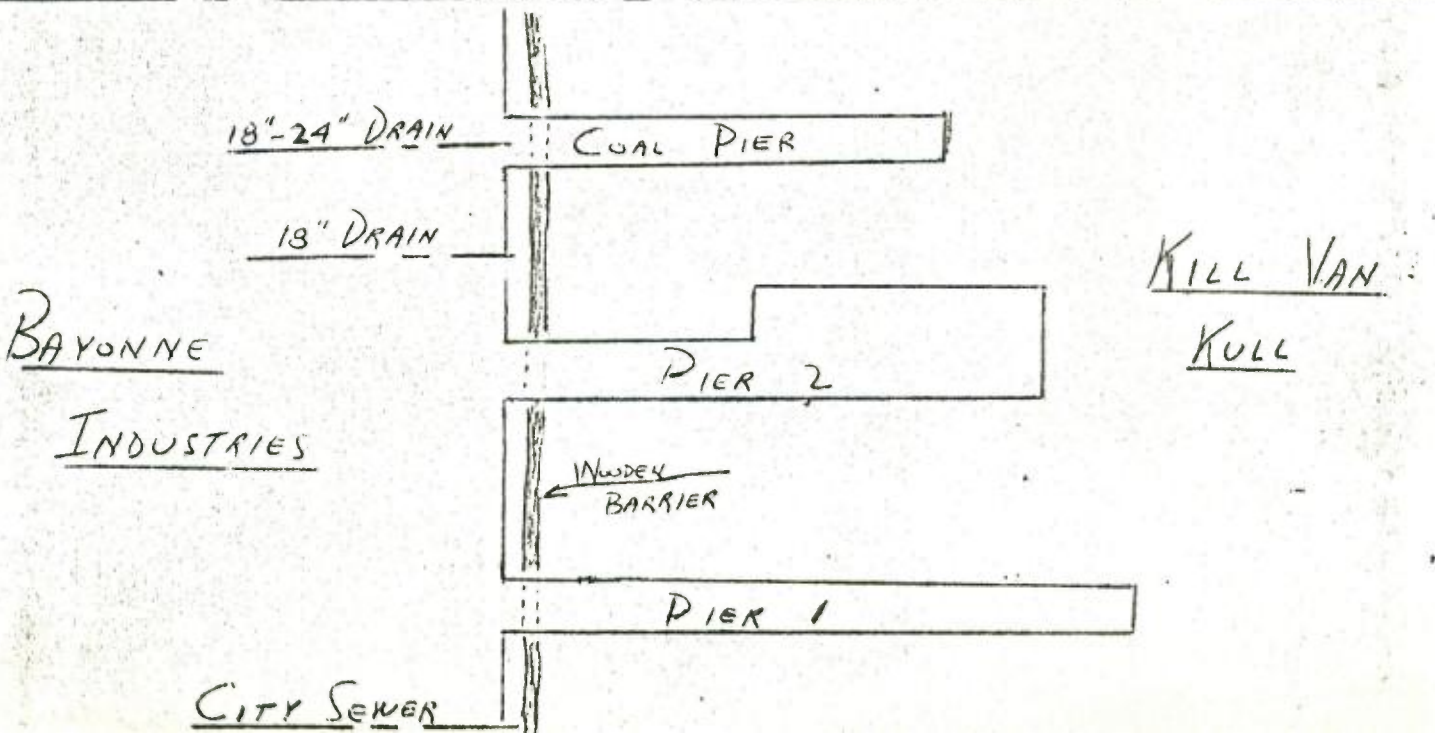 18"-24" DRAIN
COAL PIER
18" DRAIN
KILL VAN
KULL
BAYONNE
INDUSTRIES
PIER 2
WOODEN
BARRIER
PIER 1
CITY SEWER